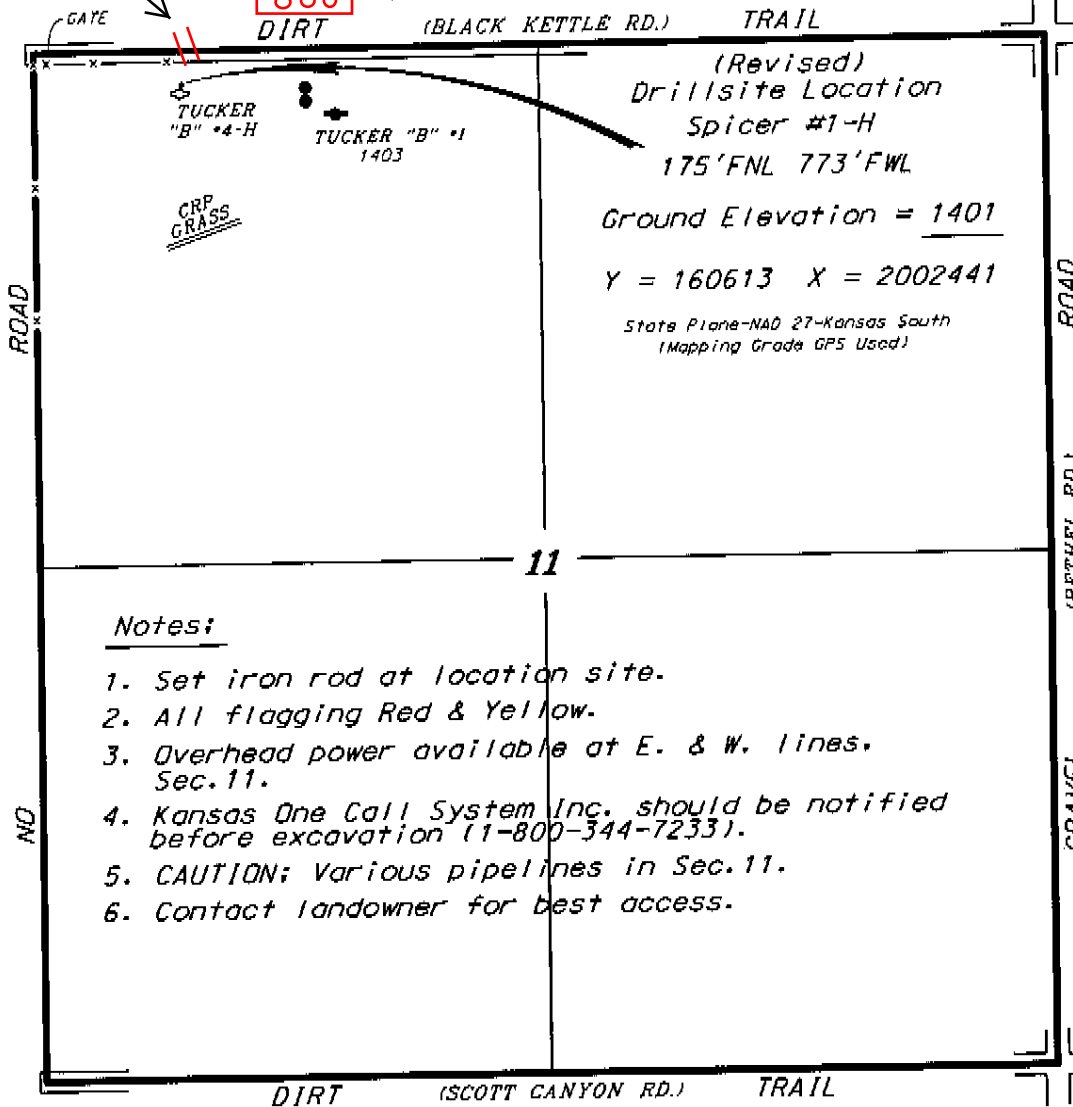 GATE
DIRT (BLACK KETTLE RD.) TRAIL
TUCKER
"B" #4-H
TUCKER "B" #1
1403
CRP
GRASS
(Revised)
Drillsite Location
Spicer #1-H
175'FNL 773'FWL
Ground Elevation = 1401
Y = 160613 X = 2002441
State Plane-NAD 27-Kansas South
(Mapping Grade GPS Used)
NO ROAD
ROAD
11
Notes:
1. Set iron rod at location site.
2. All flagging Red & Yellow.
3. Overhead power available at E. & W. lines,
Sec.11.
4. Kansas One Call System Inc. should be notified
before excavation (1-800-344-7233).
5. CAUTION: Various pipelines in Sec.11.
6. Contact landowner for best access.
DIRT (SCOTT CANYON RD.) TRAIL